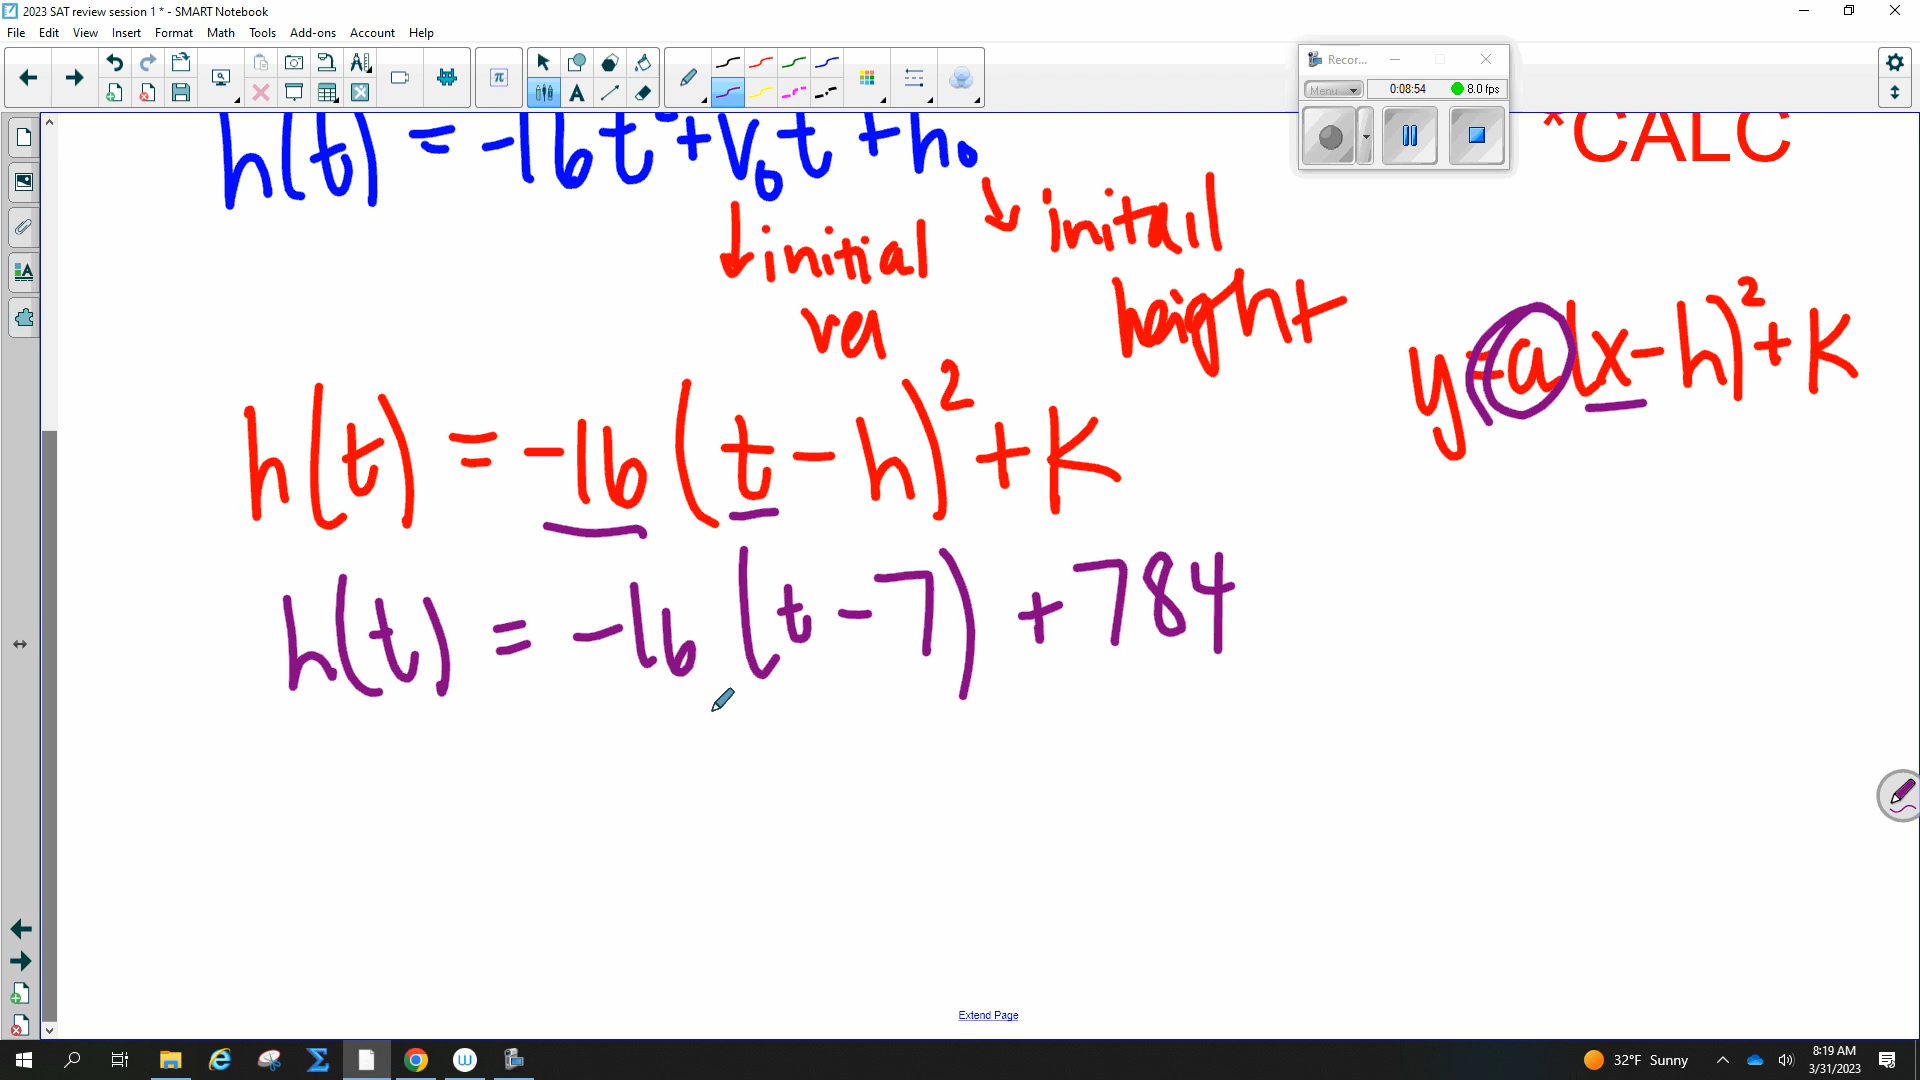 2023 SAT review session 1 * - SMART Notebook
File Edit View Insert Format Math Tools Add-ons Account Help
Recor...
Menu 0:08:54 8.0 fps
*CALC
h(t) = -16t²+v₀t+h₀
↓initial
vel
↓ initail
height
y=a(x-h)²+k
h(t) = -16(t-h)²+k
h(t) = -16(t-7) +784
Extend Page
32°F Sunny
8:19 AM
3/31/2023